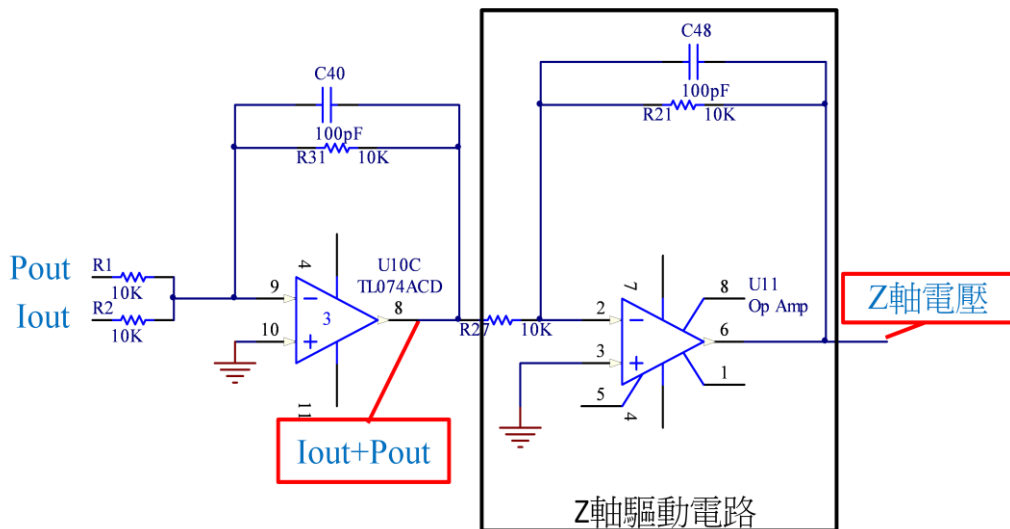 C48
100pF
R21
10K
C40
100pF
R31
10K
Pout
R1
10K
Iout
R2
10K
9
10
4
3
11
U10C
TL074ACD
8
R27
10K
2
3
7
5
4
8
U11
Op Amp
6
1
Z軸電壓
Iout+Pout
Z軸驅動電路